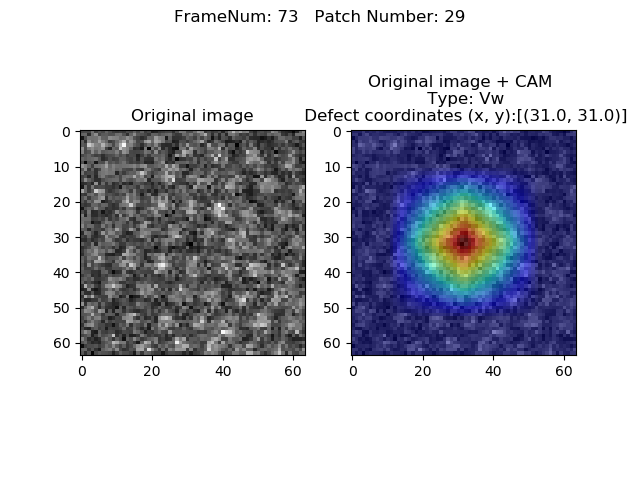 FrameNum: 73   Patch Number: 29
Original image
Original image + CAM
Type: Vw
Defect coordinates (x, y):[(31.0, 31.0)]
0
10
20
30
40
50
60
0 20 40 60
0
10
20
30
40
50
60
0 20 40 60